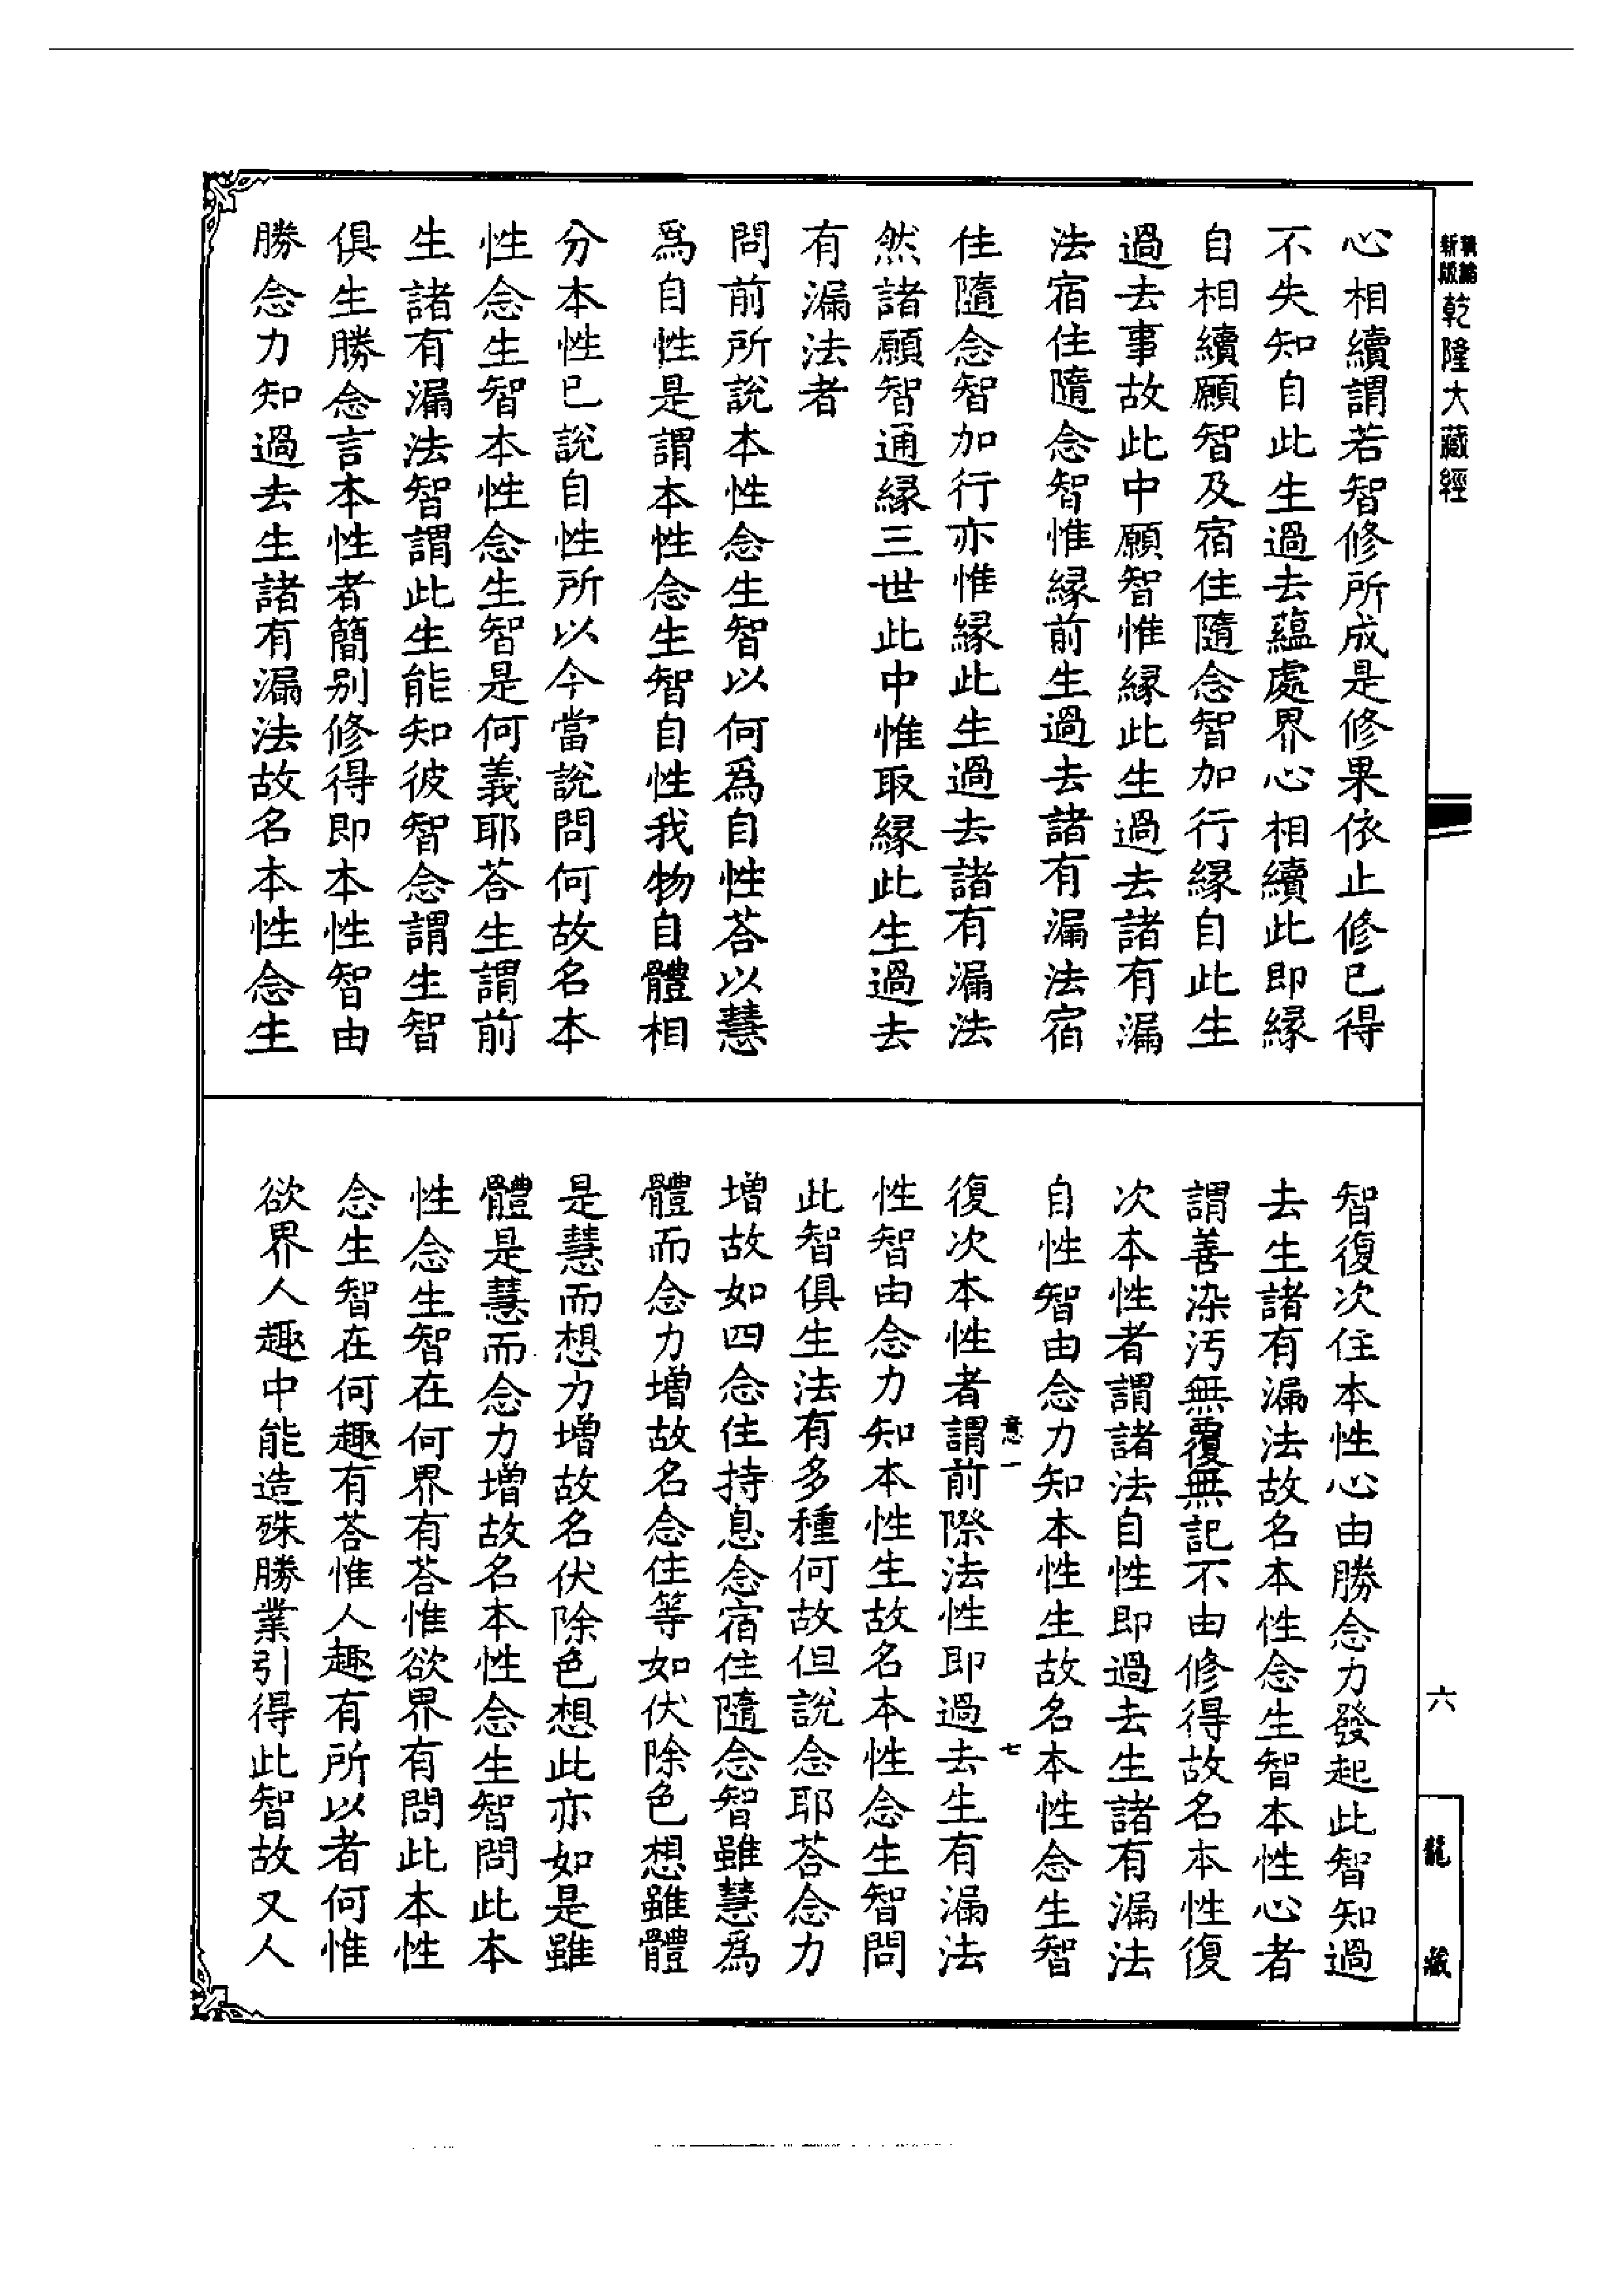 新版
乾隆大藏經
心相續謂若智修所成是修果依止修已得
不失知自此生過去蘊處界心相續此即緣
自相續願智及宿住隨念智加行緣自此生
過去事故此中願智惟緣此生過去諸有漏
法宿住隨念智惟緣前生過去諸有漏法宿
住隨念智加行亦惟緣此生過去諸有漏法
然諸願智通緣三世此中惟取緣此生過去
有漏法者
問前所說本性念生智以何為自性荅以慧
為自性是謂本性念生智自性我物自體相
分本性已說自性所以今當說問何故名本
性念生智本性念生智是何義耶荅生謂前
生諸有漏法智謂此生能知彼智念謂生智
俱生勝念言本性者簡别修得即本性智由
勝念力知過去生諸有漏法故名本性念生
智復次住本性心由勝念力發起此智知過
去生諸有漏法故名本性念生智本性心者
謂善染污無覆無記不由修得故名本性復
次本性者謂諸法自性即過去生諸有漏法
自性智由念力知本性生故名本性念生智
意一 七
復次本性者謂前際法性即過去生有漏法
性智由念力知本性生故名本性念生智問
此智俱生法有多種何故但說念耶荅念力
增故如四念住持息念宿住隨念智雖慧為
體而念力增故名念住等如伏除色想雖體
是慧而想力增故名伏除色想此亦如是雖
體是慧而念力增故名本性念生智問此本
性念生智在何界有荅惟欲界有問此本性
念生智在何趣有荅惟人趣有所以者何惟
欲界人趣中能造殊勝業引得此智故又人
六
龍藏